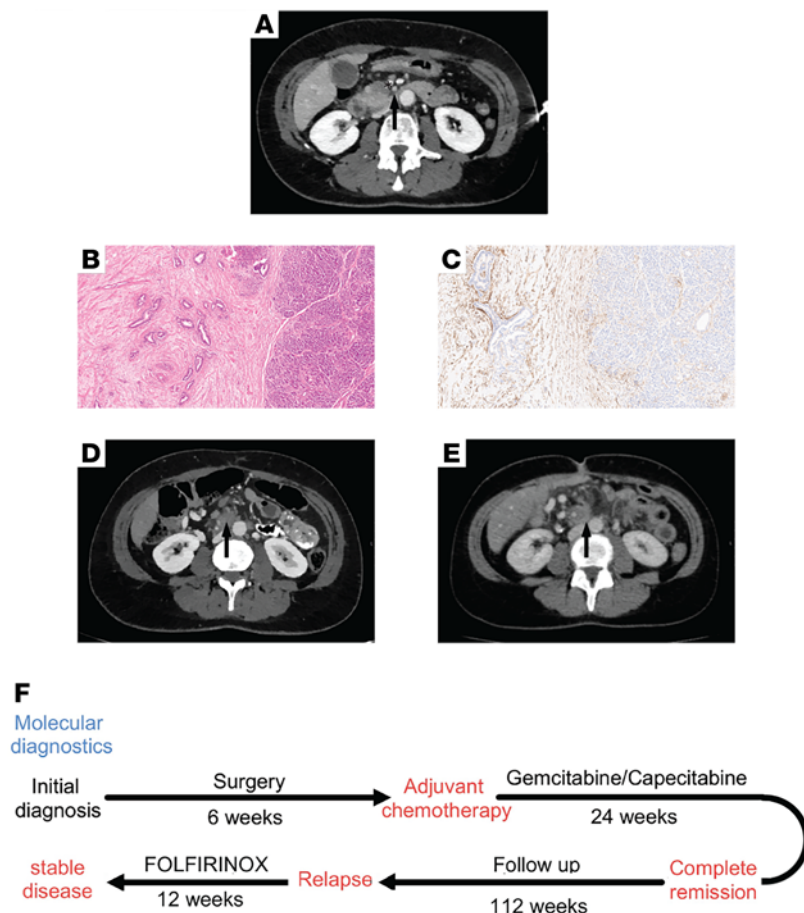 A
B
C
D
E
F
Molecular
diagnostics
Initial
diagnosis
Surgery
6 weeks
Adjuvant
chemotherapy
Gemcitabine/Capecitabine
24 weeks
stable
disease
FOLFIRINOX
12 weeks
Relapse
Follow up
112 weeks
Complete
remission